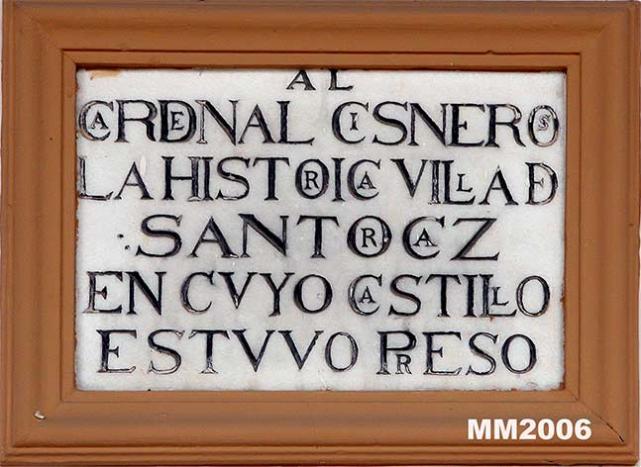 AL
CARDENAL CISNEROS
LA HISTORICA VILLA DE
SANTORCAZ
EN CVYO CASTILLO
ESTVVO PRESO
MM2006